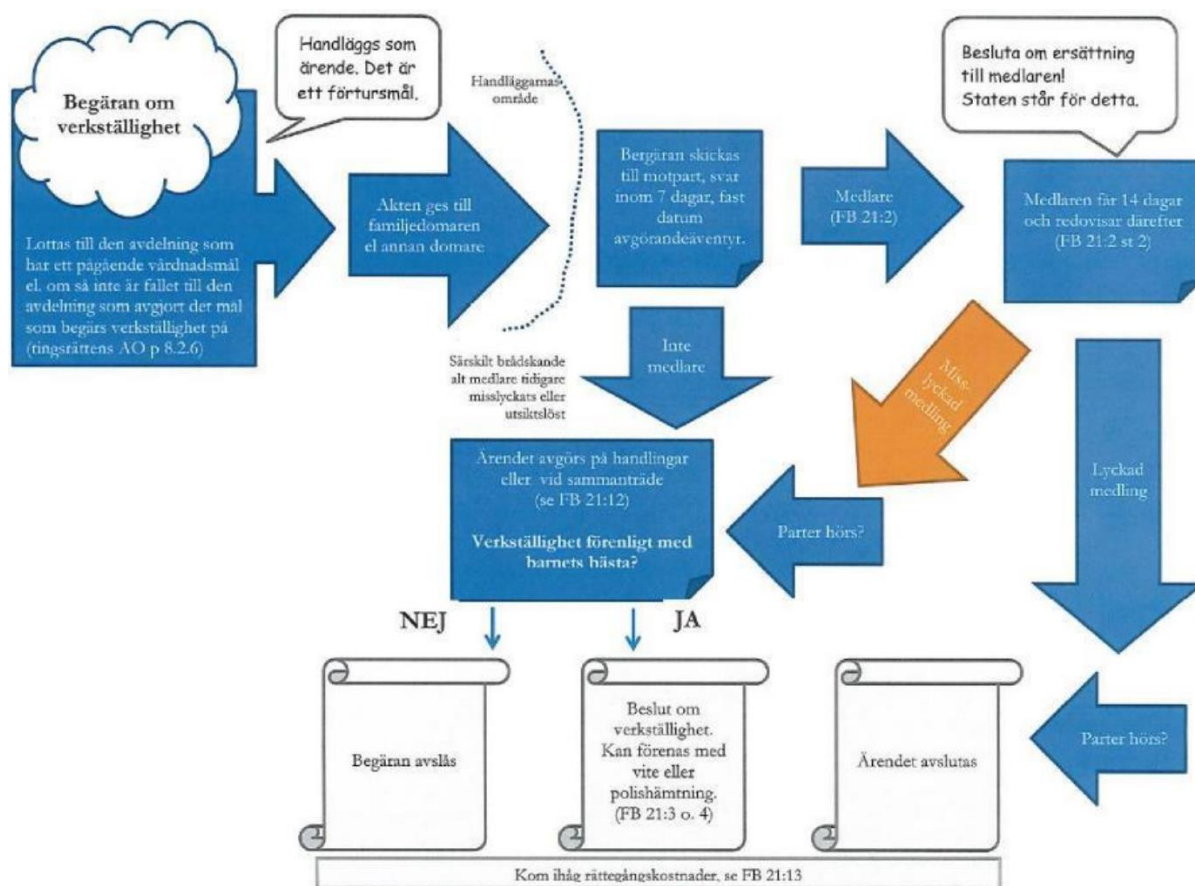 Begäran om
verkställighet
Lottas till den avdelning som
har ett pågående vårdnadsmål
el. om så inte är fallet till den
avdelning som avgjort det mål
som begärs verkställighet på
(tingsrättens AO p 8.2.6)
Handläggs som
ärende. Det är
ett förtursmål.
Akten ges till
familjedomaren
el annan domare
Handläggarnas
område
Bergäran skickas
till motpart, svar
inom 7 dagar, fast
datum
avgörandeäventyr.
Medlare
(FB 21:2)
Besluta om ersättning
till medlaren!
Staten står för detta.
Medlaren får 14 dagar
och redovisar därefter
(FB 21:2 st 2)
Särskilt brådskande
alt medlare tidigare
misslyckats eller
utsiktslöst
Inte
medlare
Miss-
lyckad
medling
Lyckad
medling
Ärendet avgörs på handlingar
eller vid sammanträde
(se FB 21:12)
Verkställighet förenligt med
barnets bästa?
Parter hörs?
NEJ
JA
Begäran avslås
Beslut om
verkställighet.
Kan förenas med
vite eller
polishämtning.
(FB 21:3 o. 4)
Ärendet avslutas
Parter hörs?
Kom ihåg rättegångskostnader, se FB 21:13